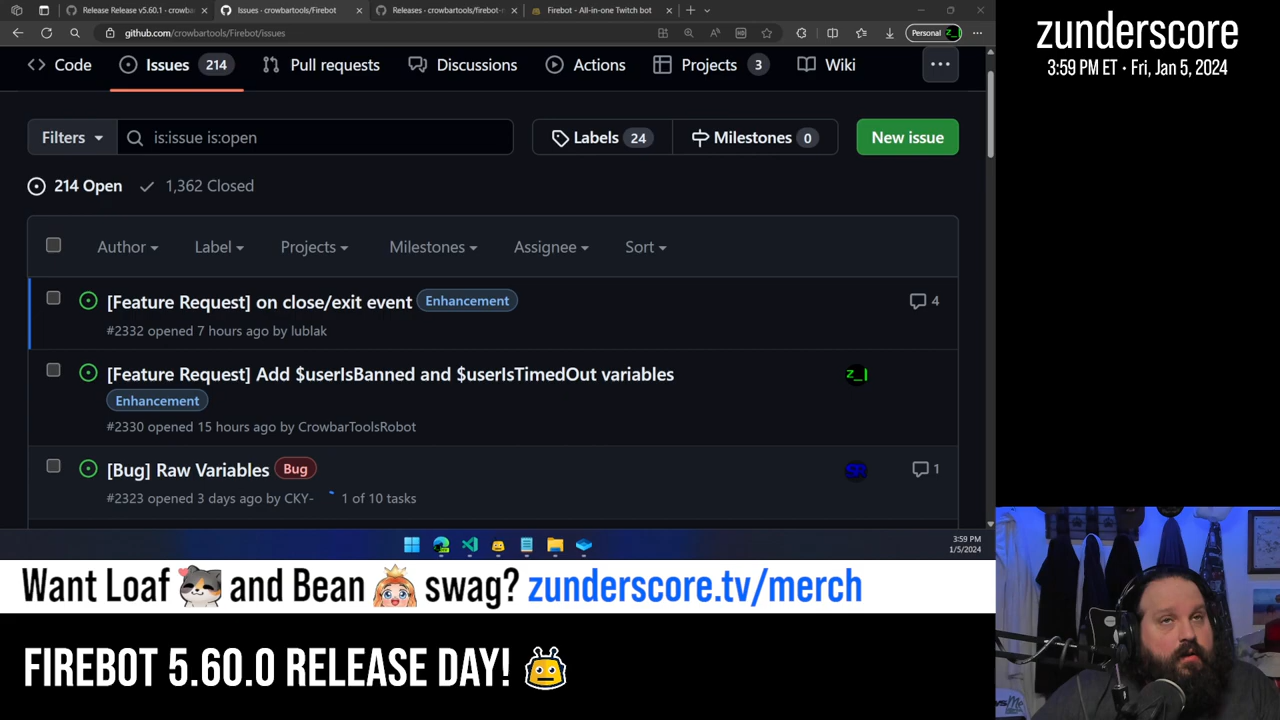 Release Release v5.60.1 · crowba
Issues · crowbartools/Firebot
Releases · crowbartools/firebot-
Firebot - All-in-one Twitch bot
github.com/crowbartools/Firebot/issues
Personal
Code
Issues 214
Pull requests
Discussions
Actions
Projects 3
Wiki
Filters
is:issue is:open
Labels 24
Milestones 0
New issue
214 Open
1,362 Closed
Author
Label
Projects
Milestones
Assignee
Sort
[Feature Request] on close/exit event Enhancement
4
#2332 opened 7 hours ago by lublak
[Feature Request] Add $userIsBanned and $userIsTimedOut variables
Enhancement
#2330 opened 15 hours ago by CrowbarToolsRobot
[Bug] Raw Variables Bug
1
#2323 opened 3 days ago by CKY- 1 of 10 tasks
3:59 PM
1/5/2024
zunderscore
3:59 PM ET • Fri, Jan 5, 2024
Want Loaf and Bean swag? zunderscore.tv/merch
FIREBOT 5.60.0 RELEASE DAY!